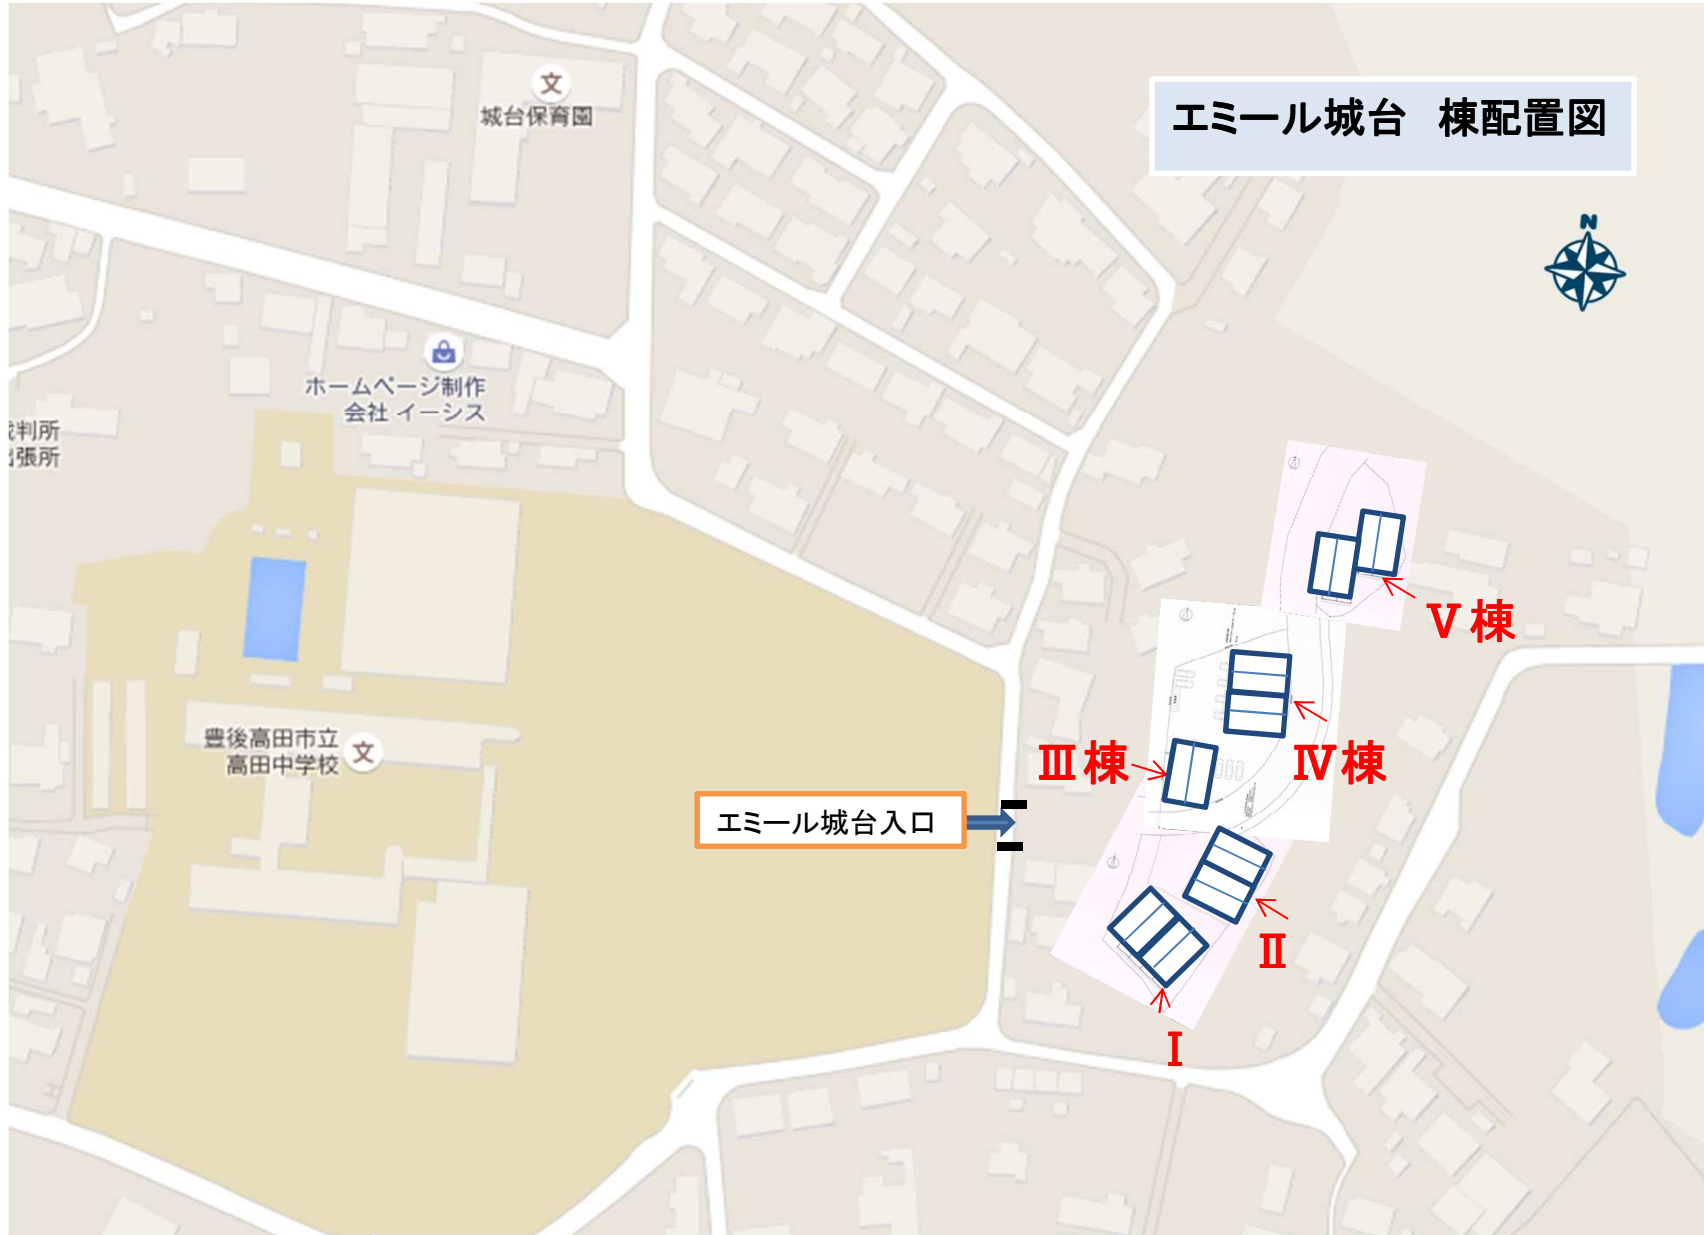 城台保育園
エミール城台　棟配置図
N
ホームページ制作
会社 イーシス
判所
張所
Ⅴ棟
豊後高田市立
高田中学校
Ⅲ棟
Ⅳ棟
エミール城台入口
Ⅱ
Ⅰ